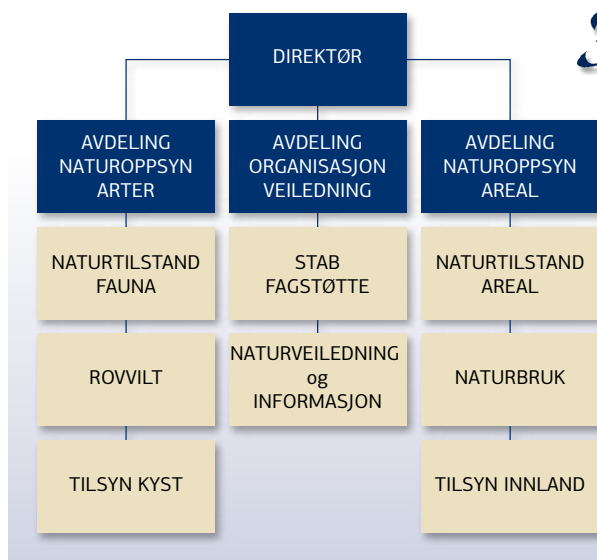 DIREKTØR
AVDELING
NATUROPPSYN
ARTER
AVDELING
ORGANISASJON
VEILEDNING
AVDELING
NATUROPPSYN
AREAL
NATURTILSTAND
FAUNA
STAB
FAGSTØTTE
NATURTILSTAND
AREAL
ROVVILT
NATURVEILEDNING
og
INFORMASJON
NATURBRUK
TILSYN KYST
TILSYN INNLAND